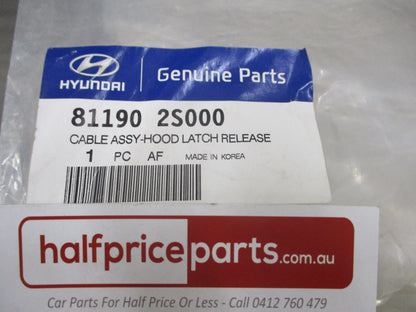 HYUNDAI
Genuine Parts
81190 2S000
CABLE ASSY-HOOD LATCH RELEASE
1 PC AF MADE IN KOREA
halfpriceparts.com.au
Car Parts For Half Price Or Less - Call 0412 760 479